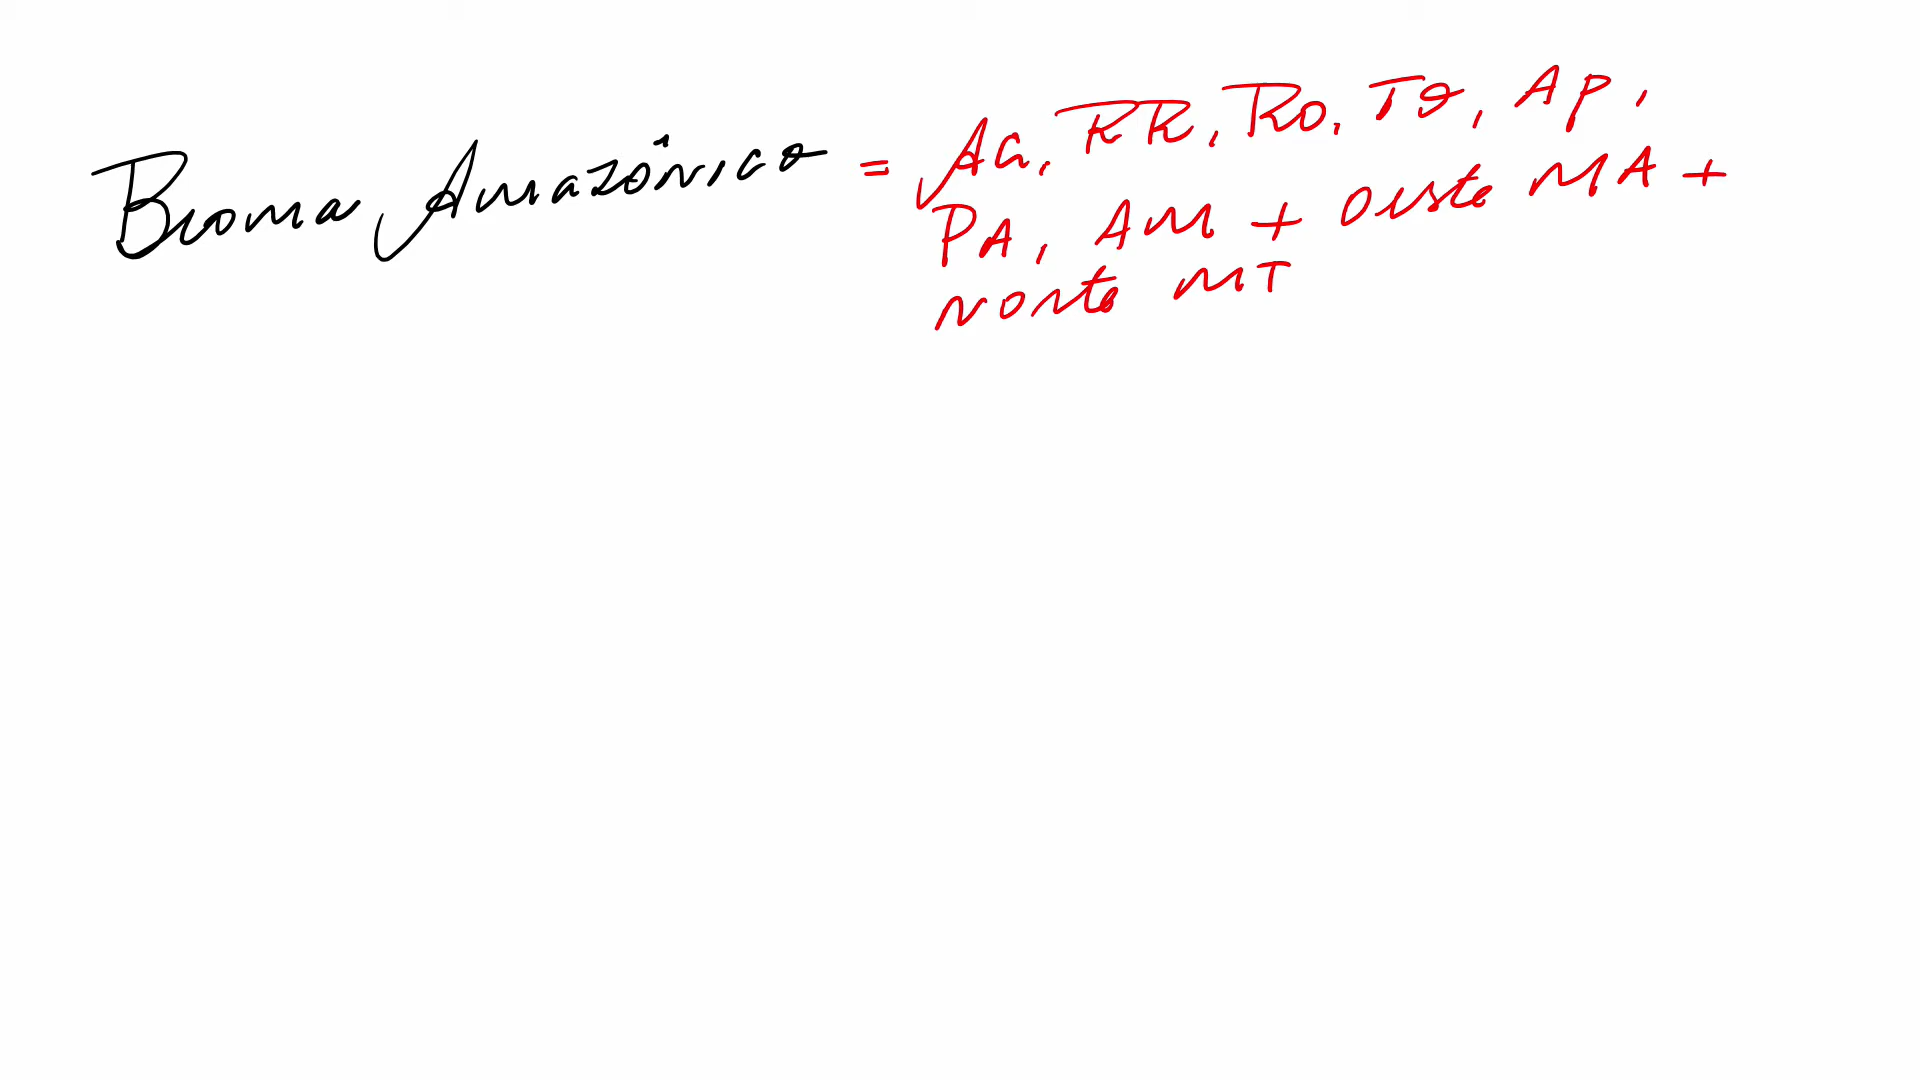 Bioma Amazônico = AC, RR, RO, TO, AP,
PA, AM + oeste MA +
norte MT